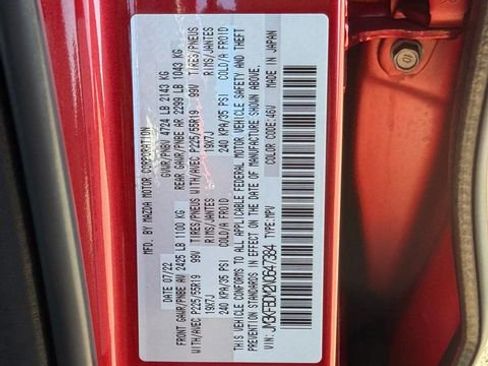 MFD. BY MAZDA MOTOR CORPORATION
DATE 07/22 GVWR/PNBV 4724 LB 2143 KG
FRONT GAWR/PNBE AV 2425 LB 1100 KG REAR GAWR/PNBE AR 2299 LB 1043 KG
WITH/AVEC P225/55R19 99V TIRES/PNEUS WITH/AVEC P225/55R19 99V TIRES/PNEUS
19X7J RIMS/JANTES 19X7J RIMS/JANTES
240 KPA/35 PSI COLD/A FROID 240 KPA/35 PSI COLD/A FROID
THIS VEHICLE CONFORMS TO ALL APPLICABLE FEDERAL MOTOR VEHICLE SAFETY AND THEFT
PREVENTION STANDARDS IN EFFECT ON THE DATE OF MANUFACTURE SHOWN ABOVE.
VIN: JM3KFBDM2N0647384 TYPE:MPV COLOR CODE:46V MADE IN JAPAN